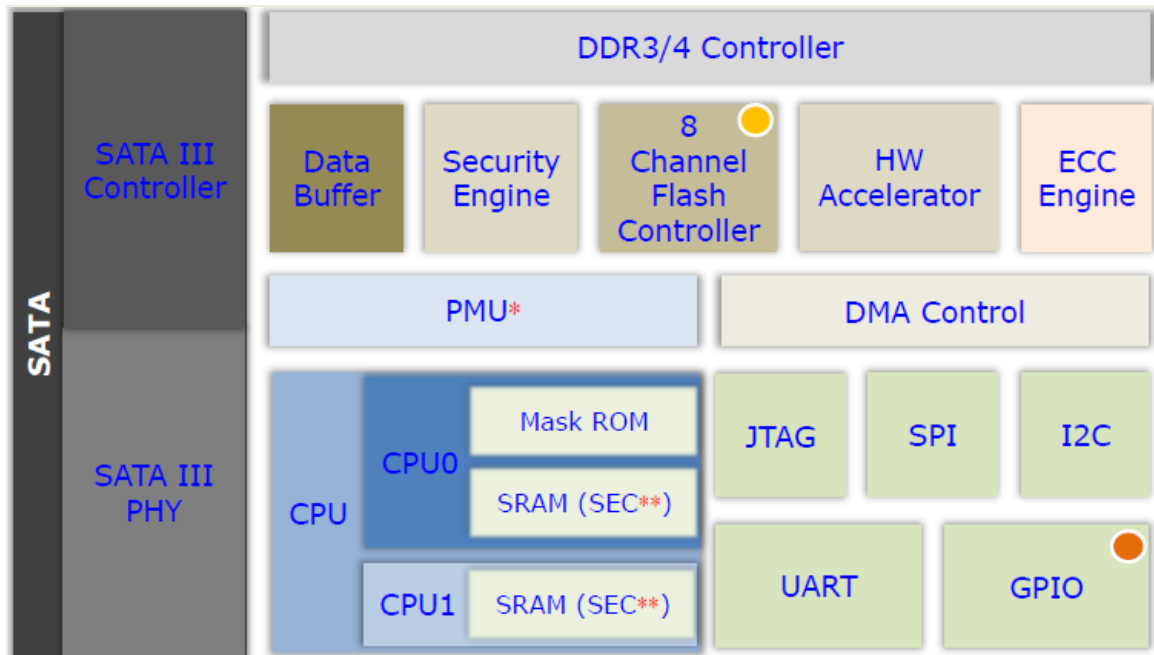 SATA
SATA III
Controller
SATA III
PHY
DDR3/4 Controller
Data
Buffer
Security
Engine
8
Channel
Flash
Controller
HW
Accelerator
ECC
Engine
PMU*
DMA Control
CPU
CPU0
Mask ROM
SRAM (SEC**)
CPU1
SRAM (SEC**)
JTAG
SPI
I2C
UART
GPIO